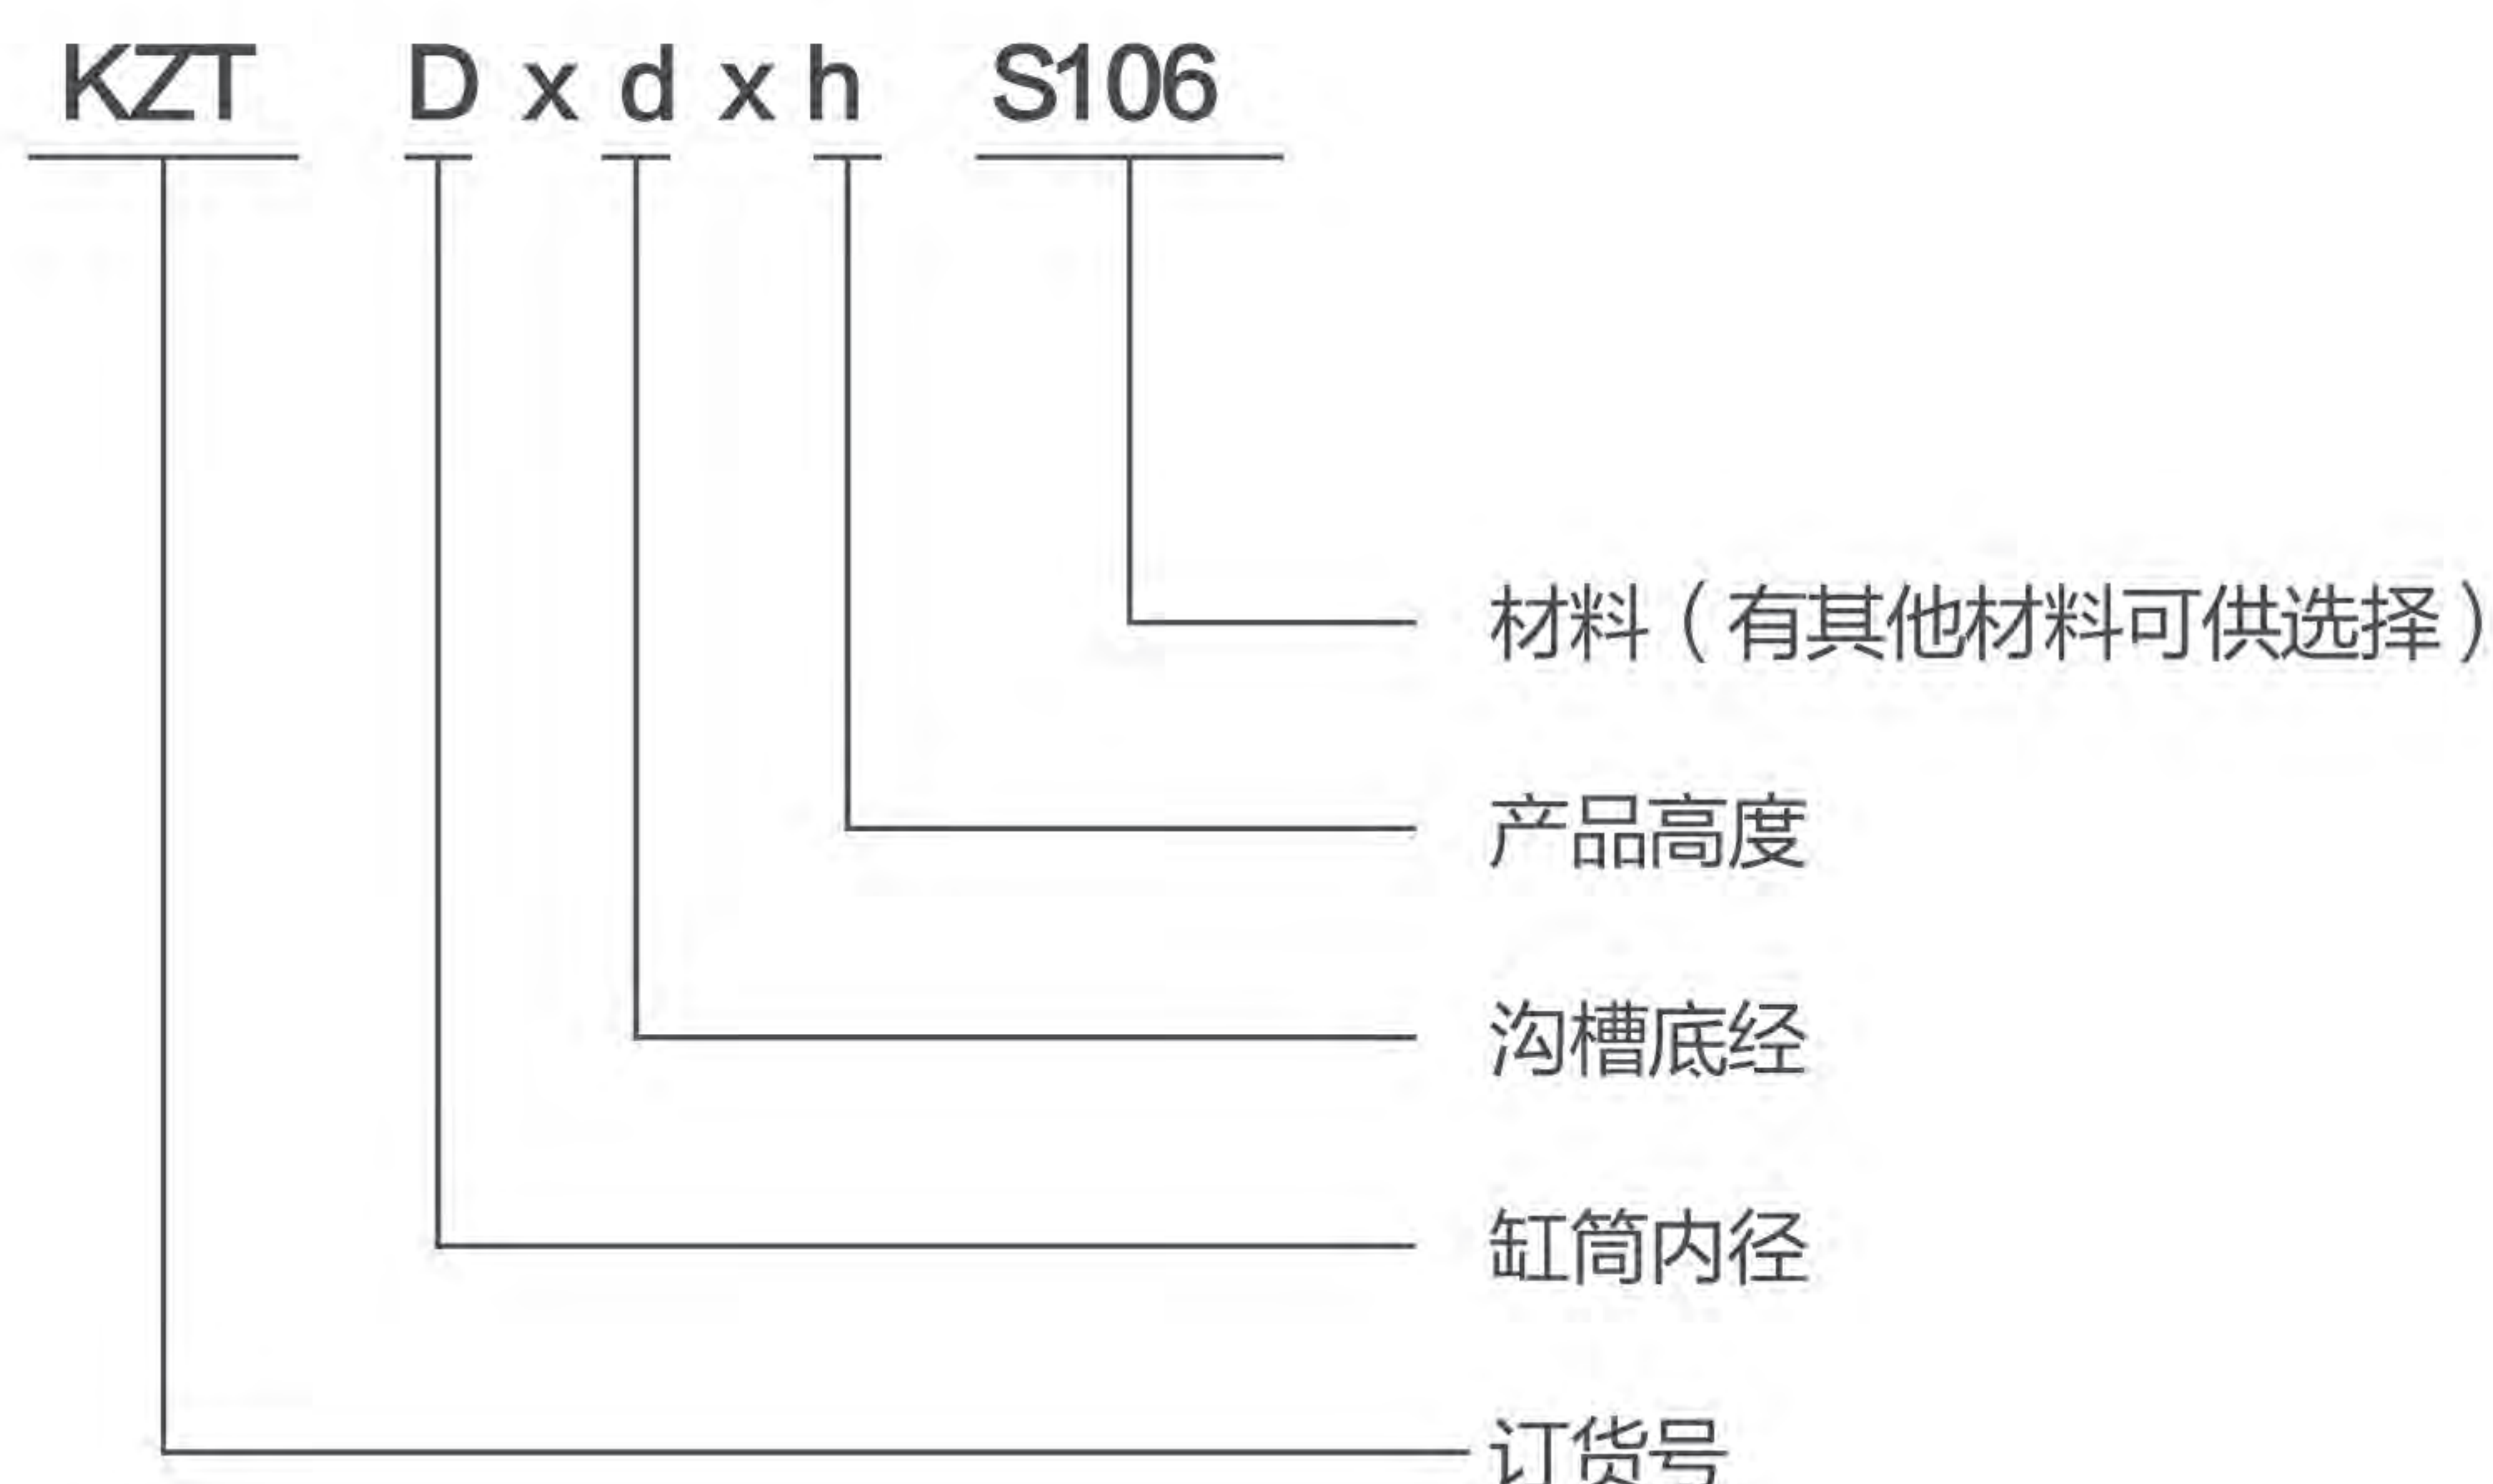 KZT D x d x h S106
材料（有其他材料可供选择）
产品高度
沟槽底经
缸筒内径
订货号